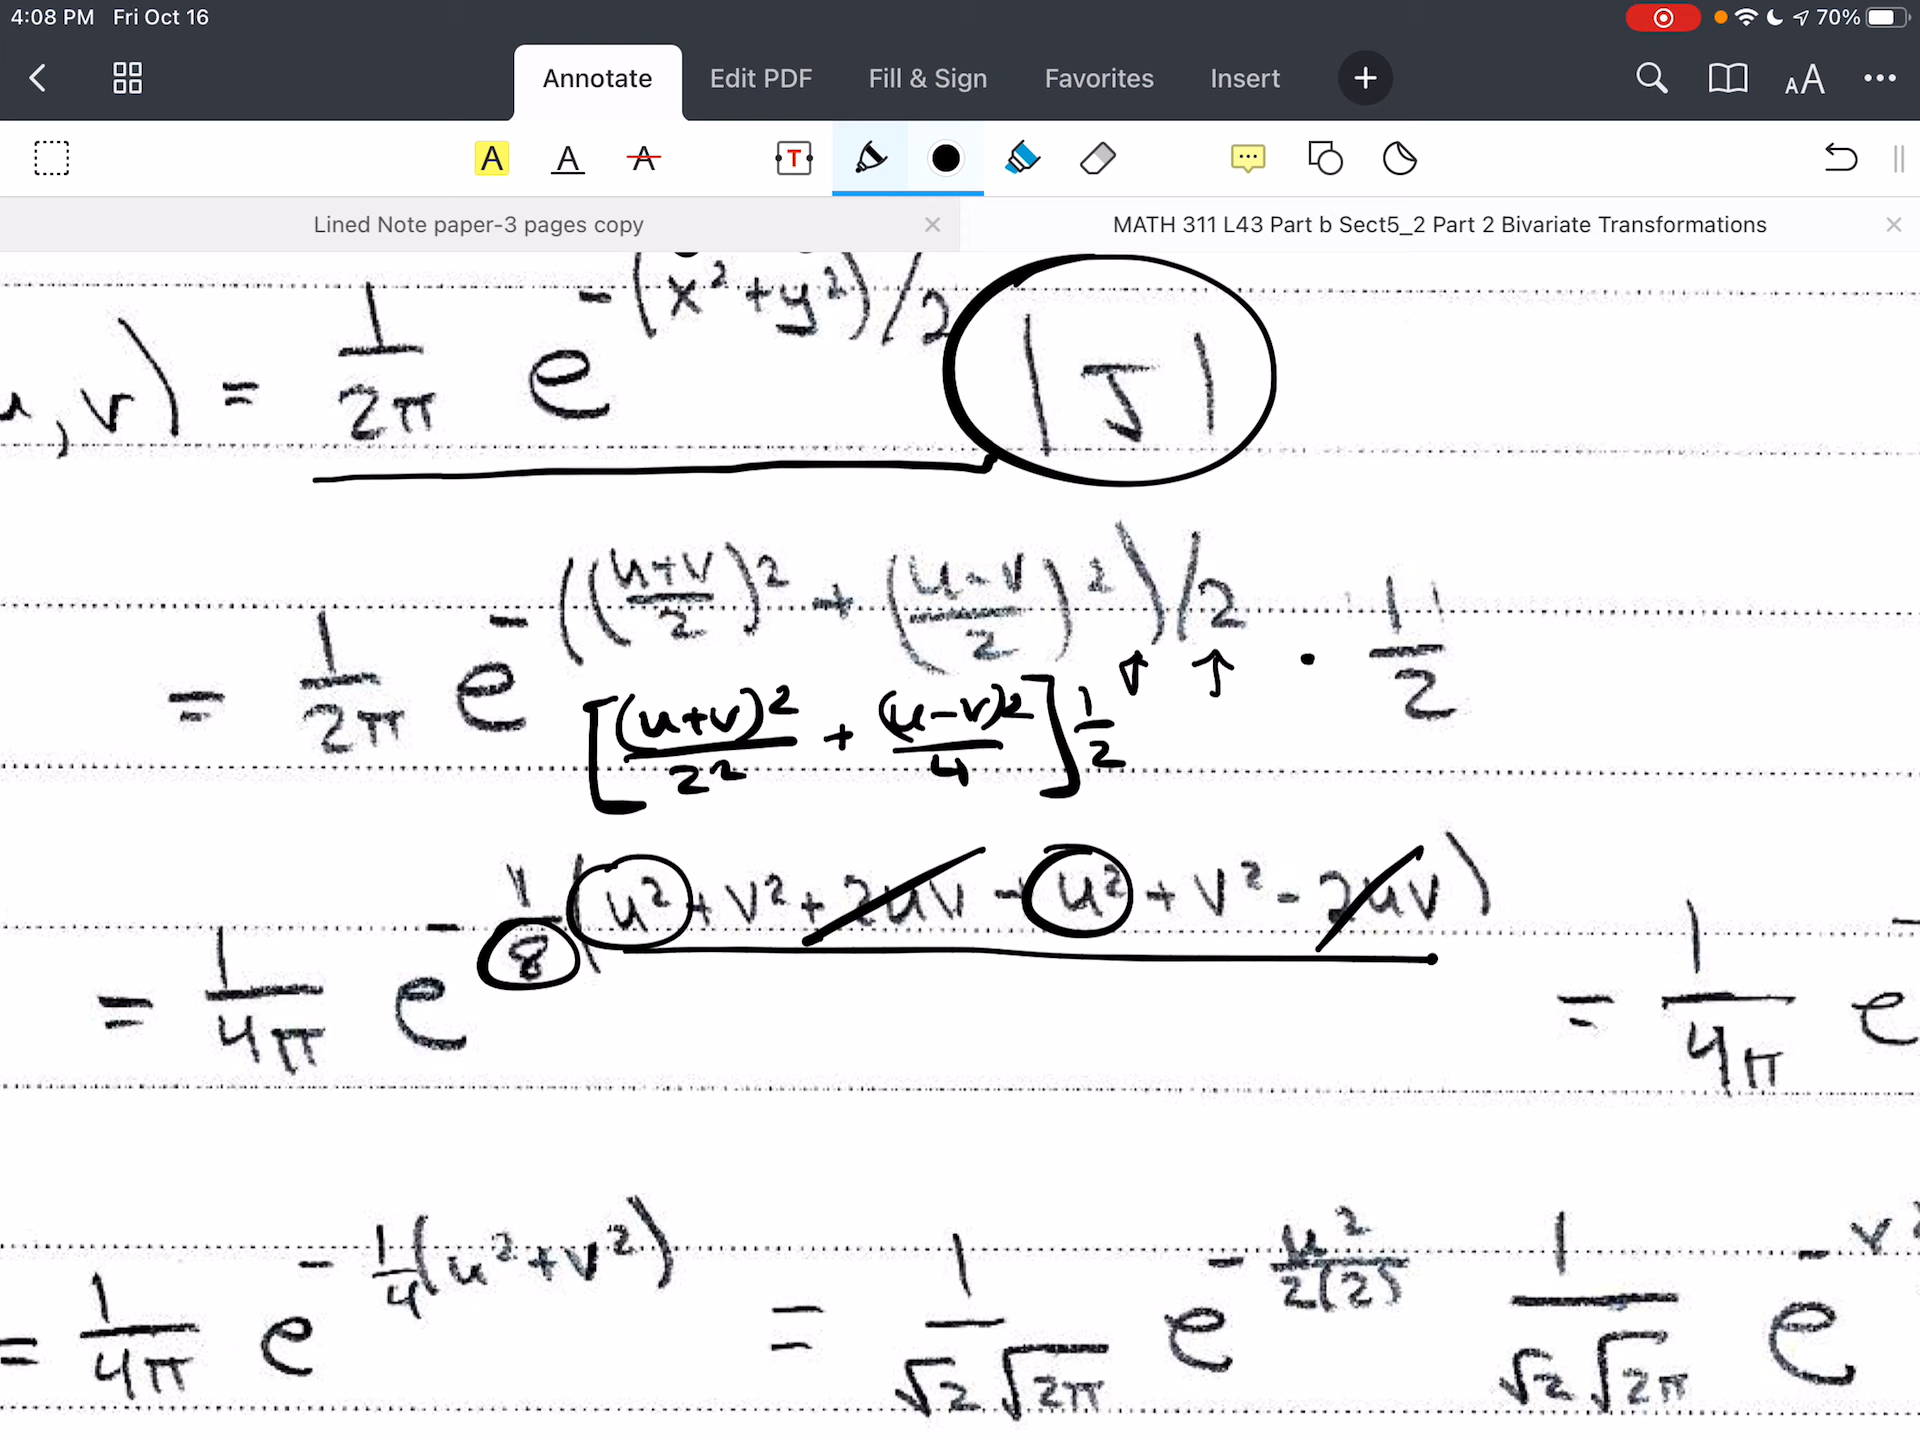 4:08 PM Fri Oct 16 70%
Annotate Edit PDF Fill & Sign Favorites Insert +
A A A T AA
Lined Note paper-3 pages copy × MATH 311 L43 Part b Sect5_2 Part 2 Bivariate Transformations ×
u, v) = 1/2π e^-(x²+y²)/2 |J|
= 1/2π e^-(((u+v)/2)² + ((u-v)/2)²)/2 · 1/2
[(u+v)²/2² + (u-v)²/4] 1/2
= 1/4π e^-1/8(u²+v²+2uv+u²+v²-2uv) = 1/4π e^-
= 1/4π e^-1/4(u²+v²) = 1/√2√2π e^-u²/2(2) 1/√2√2π e^-v²